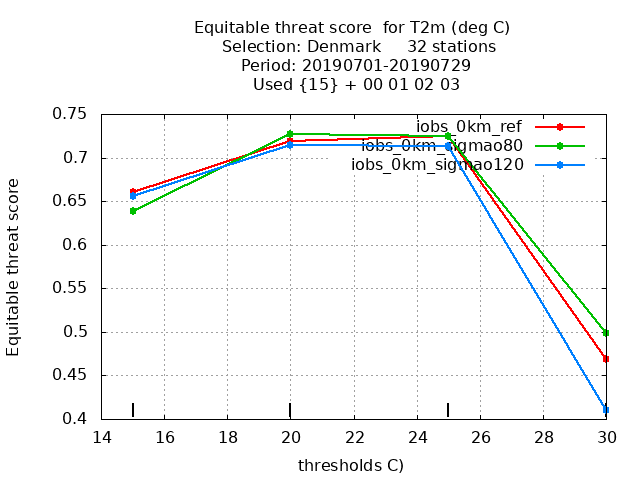 Equitable threat score  for T2m (deg C)
Selection: Denmark     32 stations
Period: 20190701-20190729
Used {15} + 00 01 02 03
iobs_0km_ref
iobs_0km_sigmao80
iobs_0km_sigmao120
Equitable threat score
0.75
0.7
0.65
0.6
0.55
0.5
0.45
0.4
14 16 18 20 22 24 26 28 30
thresholds C)